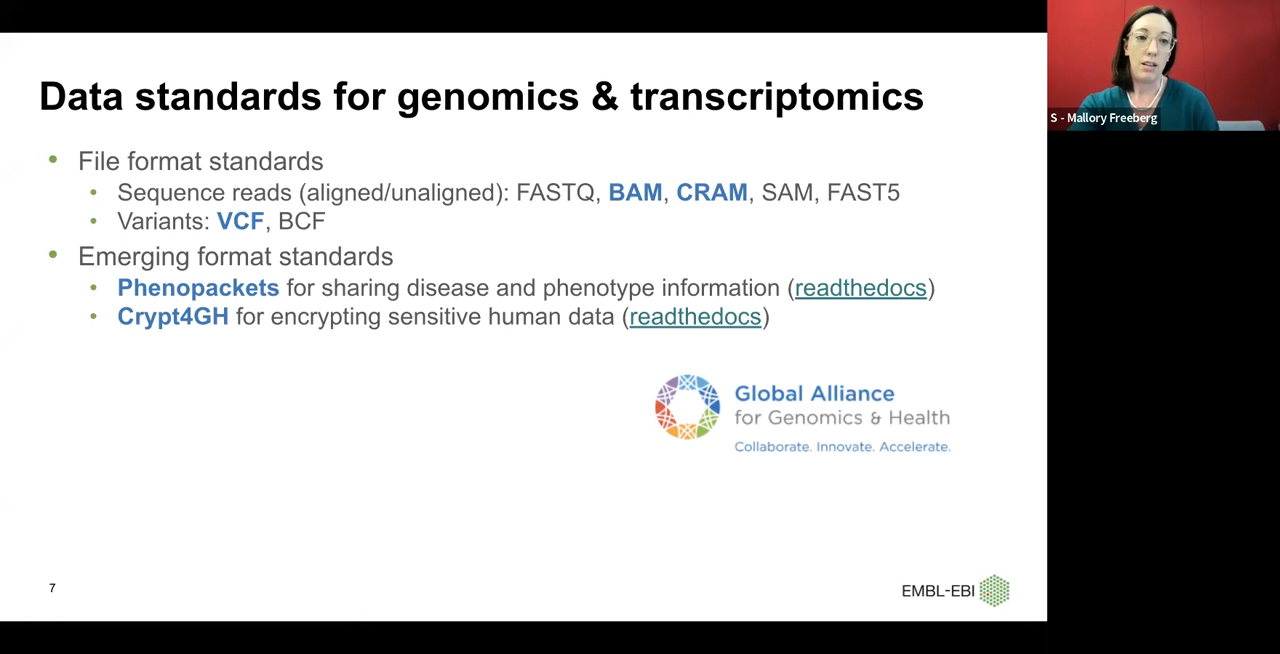 Data standards for genomics & transcriptomics
• File format standards
• Sequence reads (aligned/unaligned): FASTQ, BAM, CRAM, SAM, FAST5
• Variants: VCF, BCF
• Emerging format standards
• Phenopackets for sharing disease and phenotype information (readthedocs)
• Crypt4GH for encrypting sensitive human data (readthedocs)
Global Alliance
for Genomics & Health
Collaborate. Innovate. Accelerate.
7
EMBL-EBI
S - Mallory Freeberg